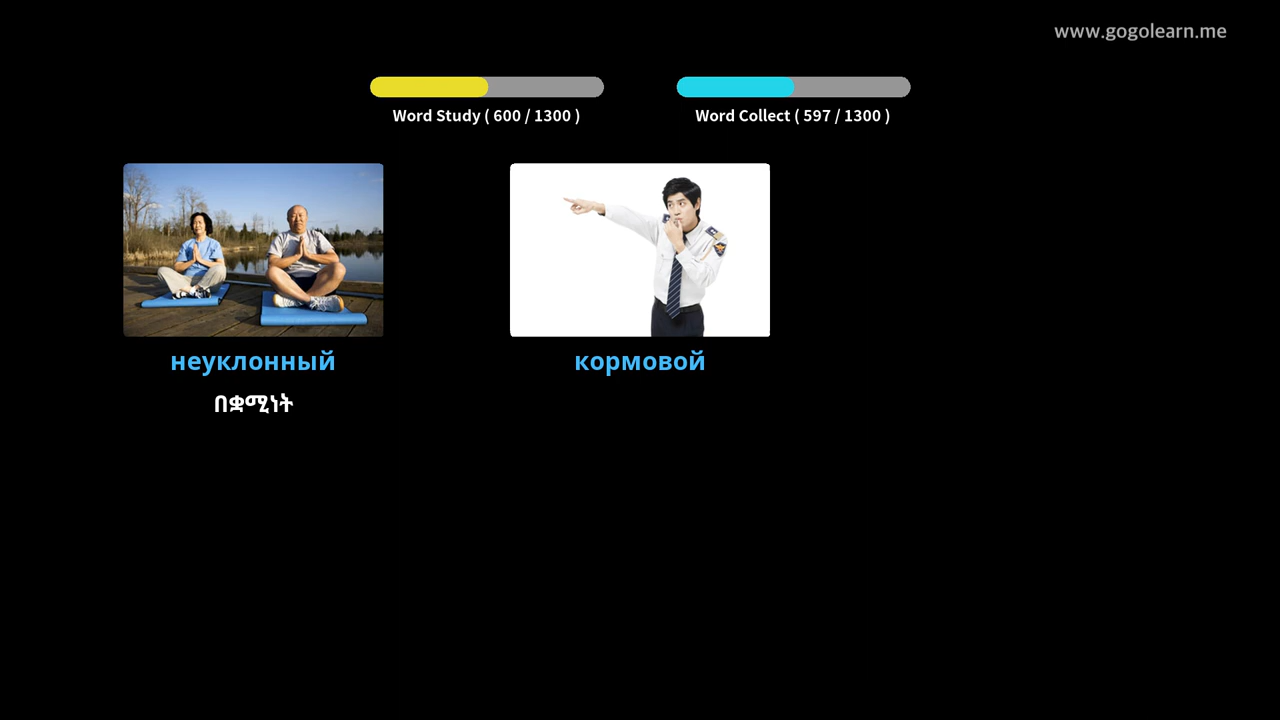 www.gogolearn.me
Word Study ( 600 / 1300 )
Word Collect ( 597 / 1300 )
неуклонный
кормовой
በቋሚነት